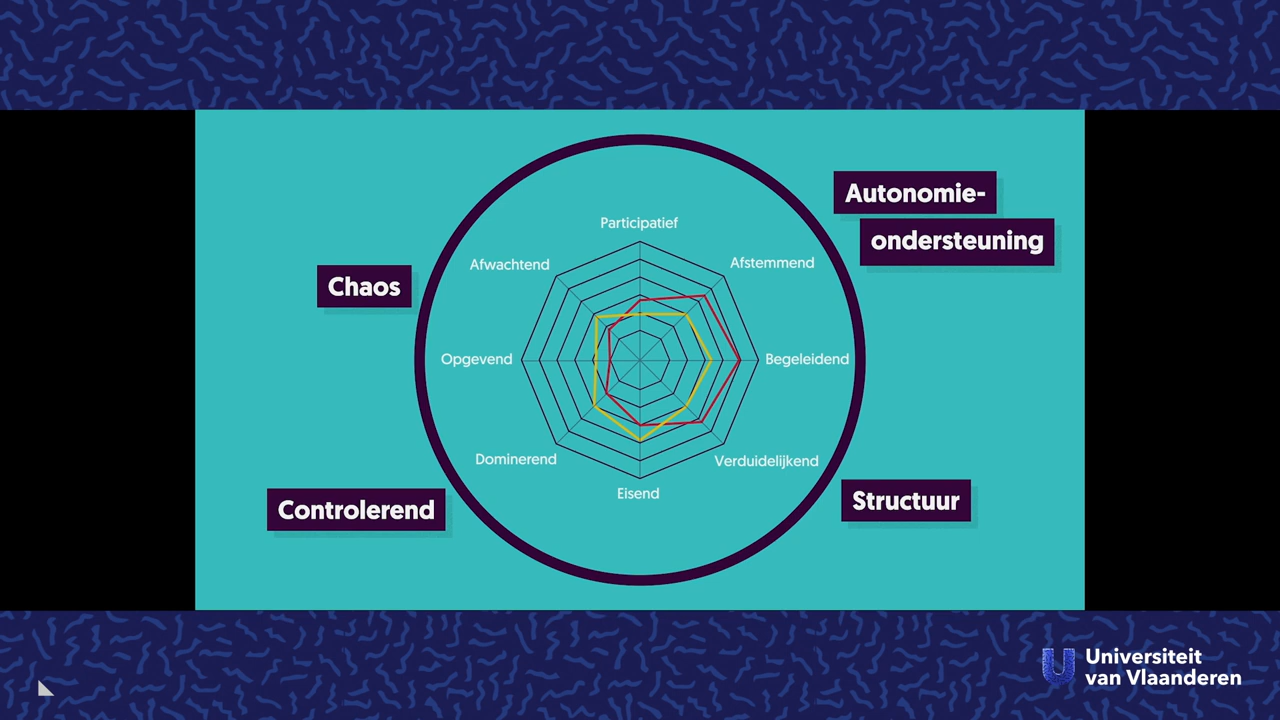 Autonomie-
ondersteuning
Participatief
Afwachtend
Afstemmend
Chaos
Opgevend
Begeleidend
Dominerend
Verduidelijkend
Eisend
Controlerend
Structuur
Universiteit
van Vlaanderen